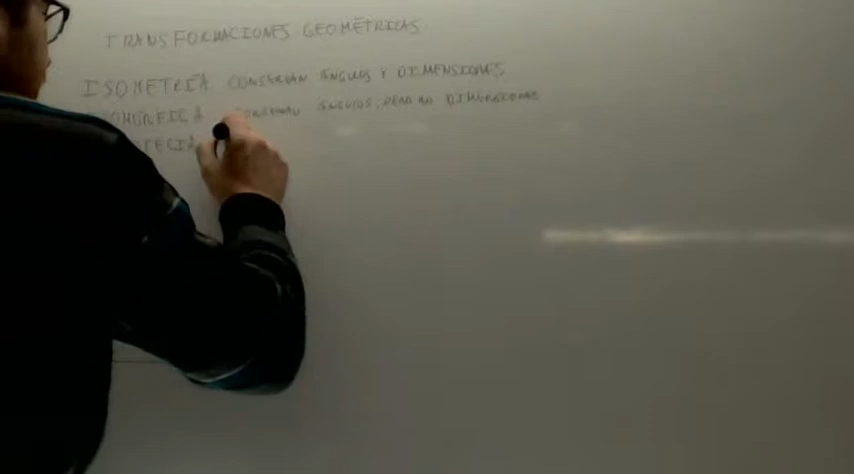 TRANSFORMACIONES GEOMÉTRICAS
ISOMETRÍA CONSERVAN ÁNGULOS Y DIMENSIONES
CONSERVAN ÁNGULOS, PERO NO DIMENSIONES